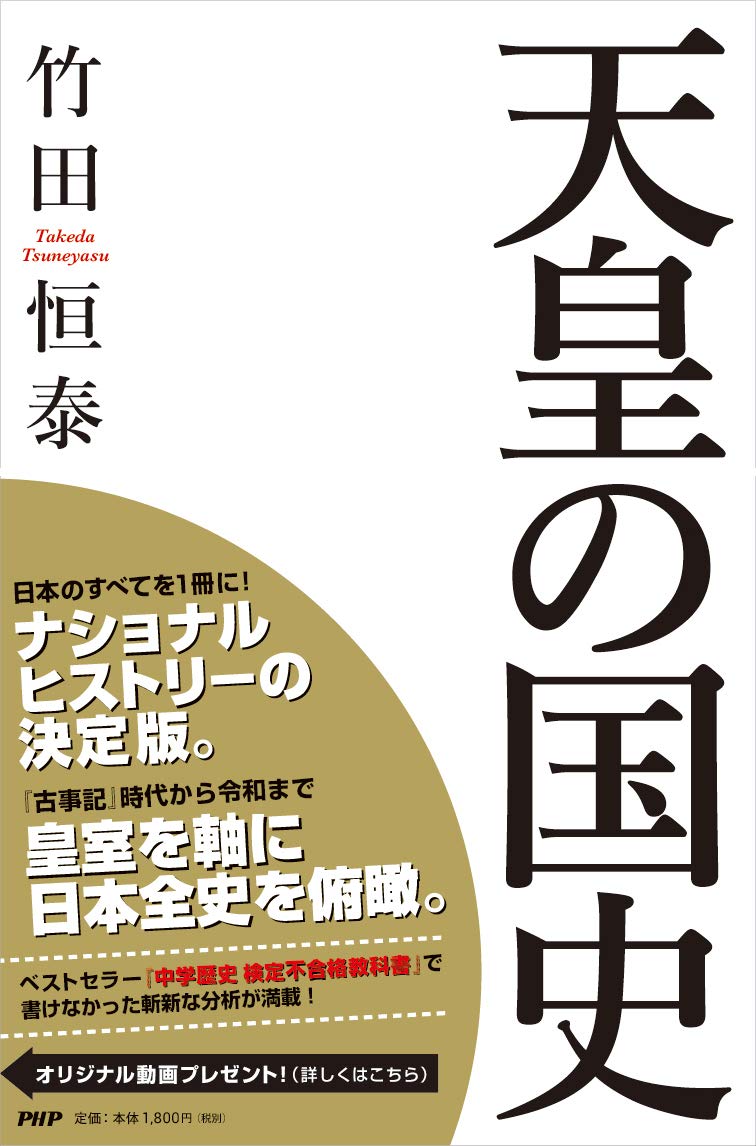 天皇の国史
竹田恒泰
Takeda
Tsuneyasu
日本のすべてを1冊に!
ナショナル
ヒストリーの
決定版。
『古事記』時代から令和まで
皇室を軸に
日本全史を俯瞰。
ベストセラー『中学歴史 検定不合格教科書』で
書けなかった斬新な分析が満載!
オリジナル動画プレゼント!(詳しくはこちら)
PHP 定価:本体1,800円(税別)